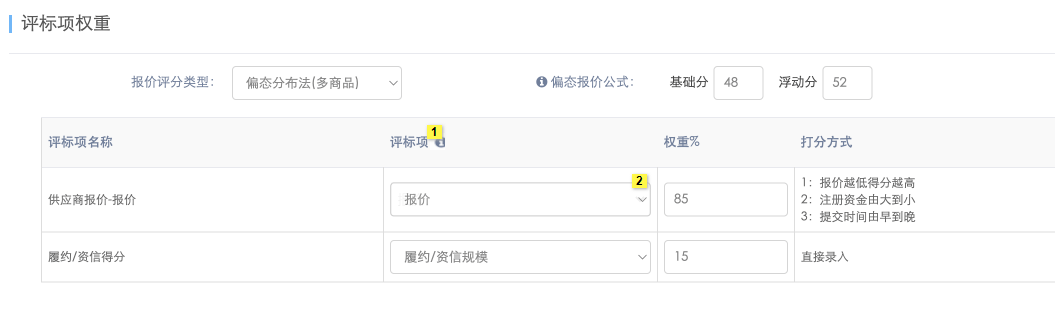 评标项权重
报价评分类型： 偏态分布法(多商品) 偏态报价公式： 基础分 48 浮动分 52
评标项名称 评标项 1 权重% 打分方式
供应商报价-报价 报价 2 85 1：报价越低得分越高
2：注册资金由大到小
3：提交时间由早到晚
履约/资信得分 履约/资信规模 15 直接录入